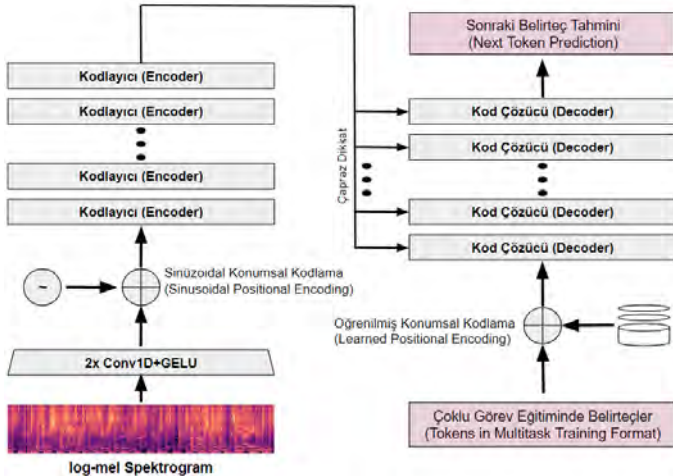 Kodlayıcı (Encoder)
Kodlayıcı (Encoder)
Kodlayıcı (Encoder)
Kodlayıcı (Encoder)
~
Sinüzoidal Konumsal Kodlama
(Sinusoidal Positional Encoding)
2x Conv1D+GELU
log-mel Spektrogram
Çapraz Dikkat
Sonraki Belirteç Tahmini
(Next Token Prediction)
Kod Çözücü (Decoder)
Kod Çözücü (Decoder)
Kod Çözücü (Decoder)
Kod Çözücü (Decoder)
Öğrenilmiş Konumsal Kodlama
(Learned Positional Encoding)
Çoklu Görev Eğitiminde Belirteçler
(Tokens in Multitask Training Format)